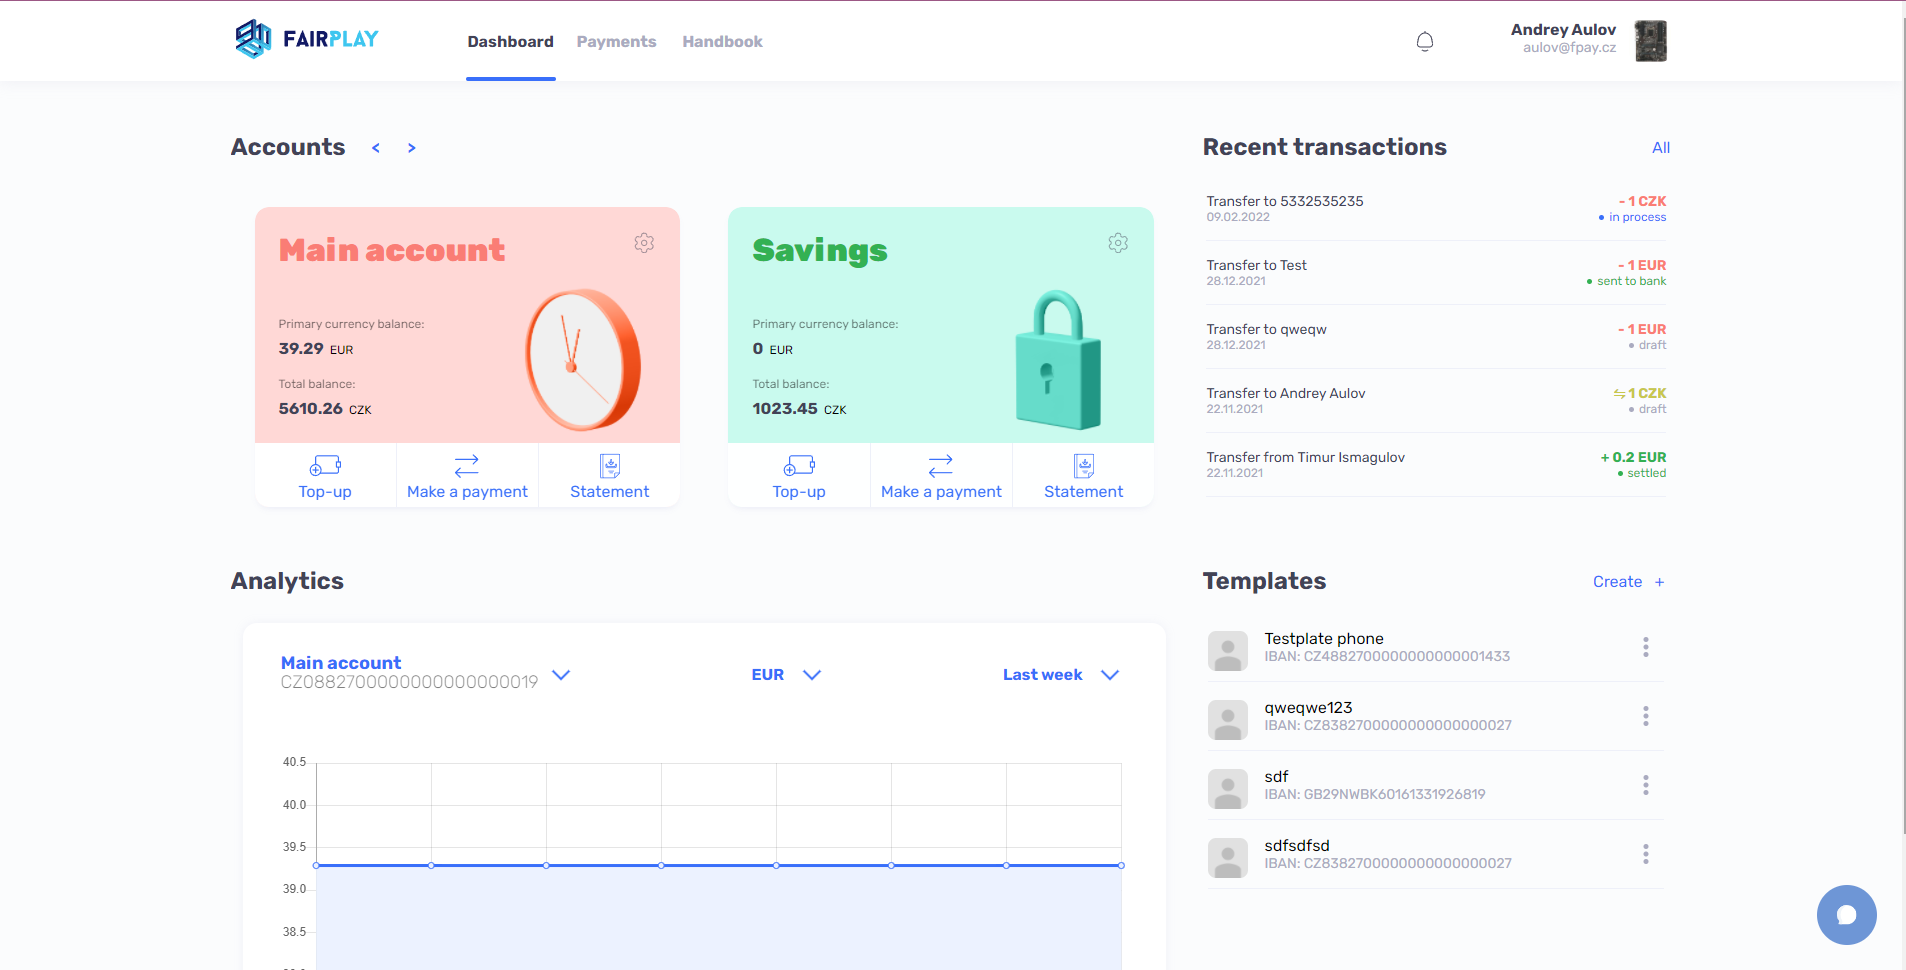 FAIRPLAY
Dashboard
Payments
Handbook
Andrey Aulov
aulov@fpay.cz
Accounts < >
Main account
Primary currency balance:
39.29 EUR
Total balance:
5610.26 CZK
Top-up
Make a payment
Statement
Savings
Primary currency balance:
0 EUR
Total balance:
1023.45 CZK
Top-up
Make a payment
Statement
Recent transactions
All
Transfer to 5332535235
- 1 CZK
09.02.2022
• in process
Transfer to Test
- 1 EUR
28.12.2021
• sent to bank
Transfer to qweqw
- 1 EUR
28.12.2021
• draft
Transfer to Andrey Aulov
⇋ 1 CZK
22.11.2021
• draft
Transfer from Timur Ismagulov
+ 0.2 EUR
22.11.2021
• settled
Analytics
Main account
CZ0882700000000000000019
EUR
Last week
40.5
40.0
39.5
39.0
38.5
Templates
Create +
Testplate phone
IBAN: CZ4882700000000000001433
qweqwe123
IBAN: CZ8382700000000000000027
sdf
IBAN: GB29NWBK60161331926819
sdfsdfsd
IBAN: CZ8382700000000000000027